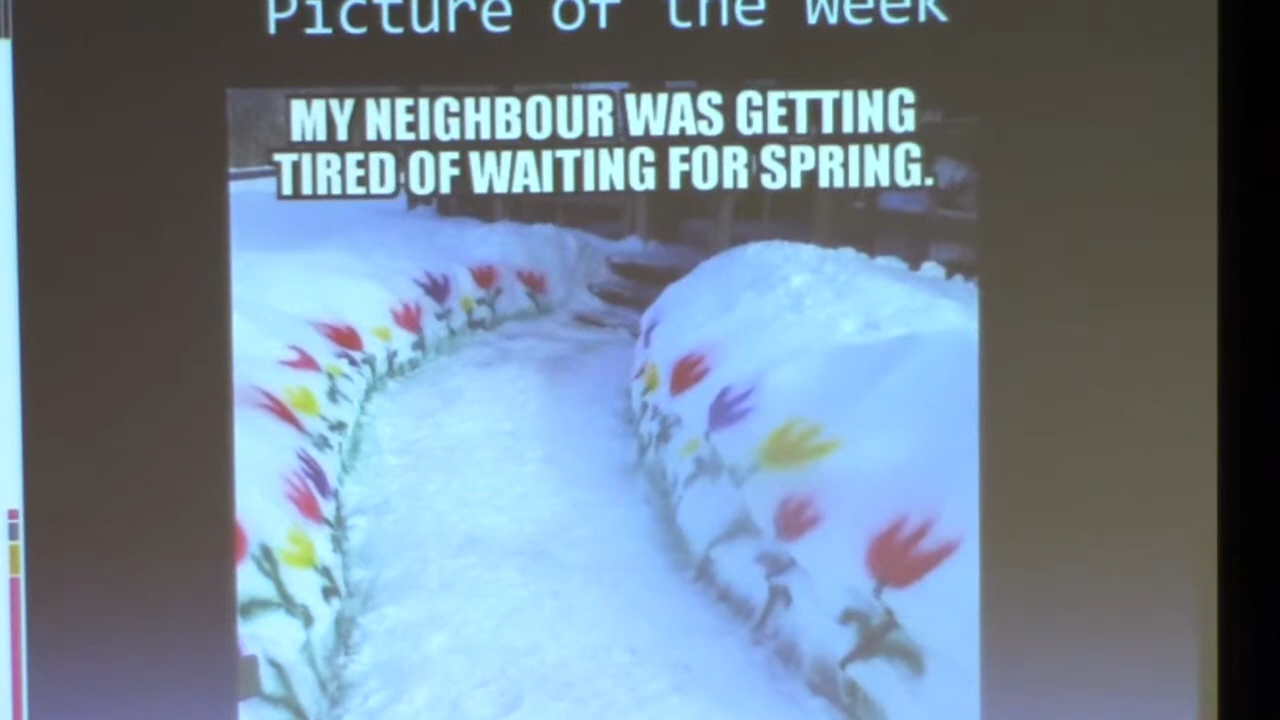 Picture of the Week
MY NEIGHBOUR WAS GETTING
TIRED OF WAITING FOR SPRING.